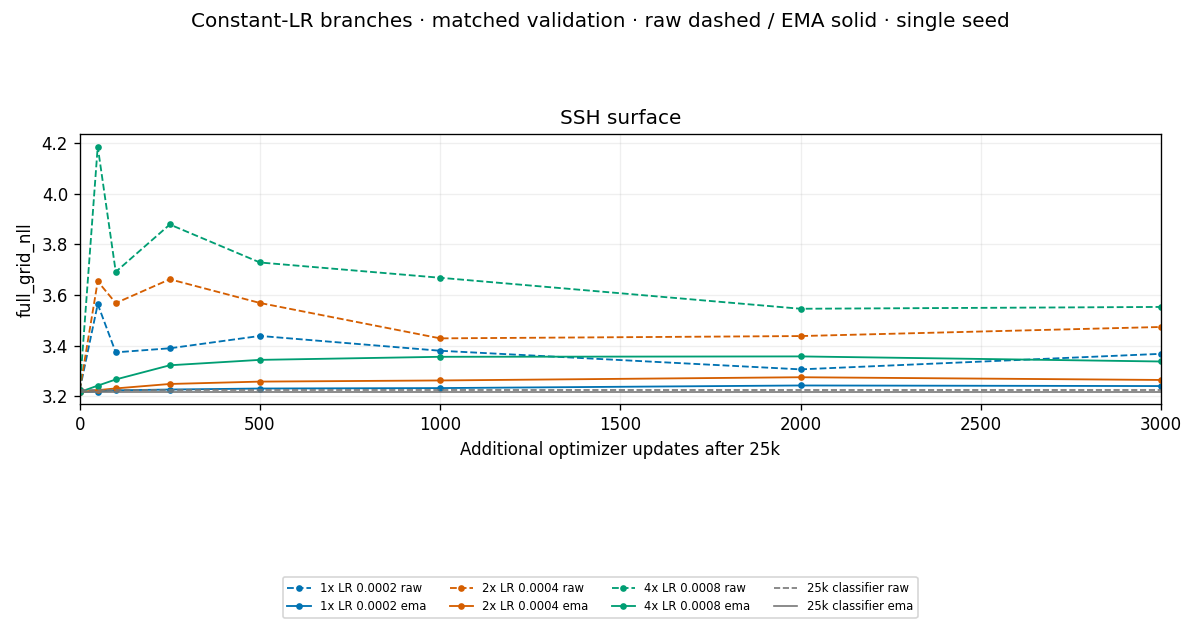 Constant-LR branches · matched validation · raw dashed / EMA solid · single seed
SSH surface
full_grid_nll
4.2
4.0
3.8
3.6
3.4
3.2
0 500 1000 1500 2000 2500 3000
Additional optimizer updates after 25k
1x LR 0.0002 raw 2x LR 0.0004 raw 4x LR 0.0008 raw 25k classifier raw
1x LR 0.0002 ema 2x LR 0.0004 ema 4x LR 0.0008 ema 25k classifier ema